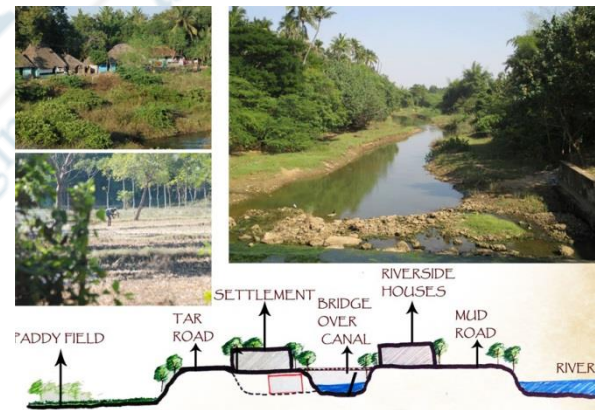 SETTLEMENT
RIVERSIDE
HOUSES
TAR
ROAD
BRIDGE
OVER
CANAL
MUD
ROAD
PADDY FIELD
RIVER